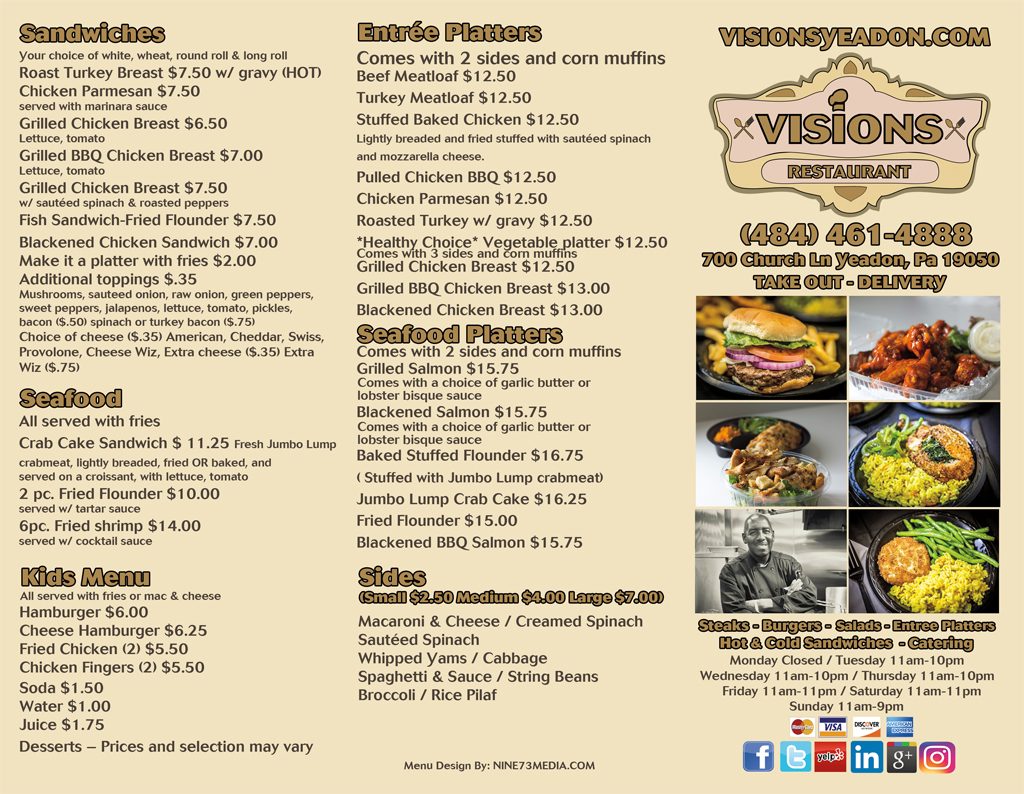 Sandwiches
Your choice of white, wheat, round roll & long roll
Roast Turkey Breast $7.50 w/ gravy (HOT)
Chicken Parmesan $7.50
served with marinara sauce
Grilled Chicken Breast $6.50
Lettuce, tomato
Grilled BBQ Chicken Breast $7.00
Lettuce, tomato
Grilled Chicken Breast $7.50
w/ sautéed spinach & roasted peppers
Fish Sandwich-Fried Flounder $7.50
Blackened Chicken Sandwich $7.00
Make it a platter with fries $2.00
Additional toppings $.35
Mushrooms, sauteed onion, raw onion, green peppers,
sweet peppers, jalapenos, lettuce, tomato, pickles,
bacon ($.50) spinach or turkey bacon ($.75)
Choice of cheese ($.35) American, Cheddar, Swiss,
Provolone, Cheese Wiz, Extra cheese ($.35) Extra
Wiz ($.75)
Seafood
All served with fries
Crab Cake Sandwich $ 11.25 Fresh Jumbo Lump
crabmeat, lightly breaded, fried OR baked, and
served on a croissant, with lettuce, tomato
2 pc. Fried Flounder $10.00
served w/ tartar sauce
6pc. Fried shrimp $14.00
served w/ cocktail sauce
Kids Menu
All served with fries or mac & cheese
Hamburger $6.00
Cheese Hamburger $6.25
Fried Chicken (2) $5.50
Chicken Fingers (2) $5.50
Soda $1.50
Water $1.00
Juice $1.75
Desserts – Prices and selection may vary
Entrée Platters
Comes with 2 sides and corn muffins
Beef Meatloaf $12.50
Turkey Meatloaf $12.50
Stuffed Baked Chicken $12.50
Lightly breaded and fried stuffed with sautéed spinach
and mozzarella cheese.
Pulled Chicken BBQ $12.50
Chicken Parmesan $12.50
Roasted Turkey w/ gravy $12.50
*Healthy Choice* Vegetable platter $12.50
Comes with 3 sides and corn muffins
Grilled Chicken Breast $12.50
Grilled BBQ Chicken Breast $13.00
Blackened Chicken Breast $13.00
Seafood Platters
Comes with 2 sides and corn muffins
Grilled Salmon $15.75
Comes with a choice of garlic butter or
lobster bisque sauce
Blackened Salmon $15.75
Comes with a choice of garlic butter or
lobster bisque sauce
Baked Stuffed Flounder $16.75
( Stuffed with Jumbo Lump crabmeat)
Jumbo Lump Crab Cake $16.25
Fried Flounder $15.00
Blackened BBQ Salmon $15.75
Sides
(Small $2.50 Medium $4.00 Large $7.00)
Macaroni & Cheese / Creamed Spinach
Sautéed Spinach
Whipped Yams / Cabbage
Spaghetti & Sauce / String Beans
Broccoli / Rice Pilaf
Menu Design By: NINE73MEDIA.COM
VISIONSYEADON.COM
VISIONS
RESTAURANT
(484) 461-4888
700 Church Ln Yeadon, Pa 19050
TAKE OUT - DELIVERY
Steaks - Burgers - Salads - Entree Platters
Hot & Cold Sandwiches - Catering
Monday Closed / Tuesday 11am-10pm
Wednesday 11am-10pm / Thursday 11am-10pm
Friday 11am-11pm / Saturday 11am-11pm
Sunday 11am-9pm
MasterCard VISA DISCOVER AMERICAN EXPRESS
f t yelp in g+